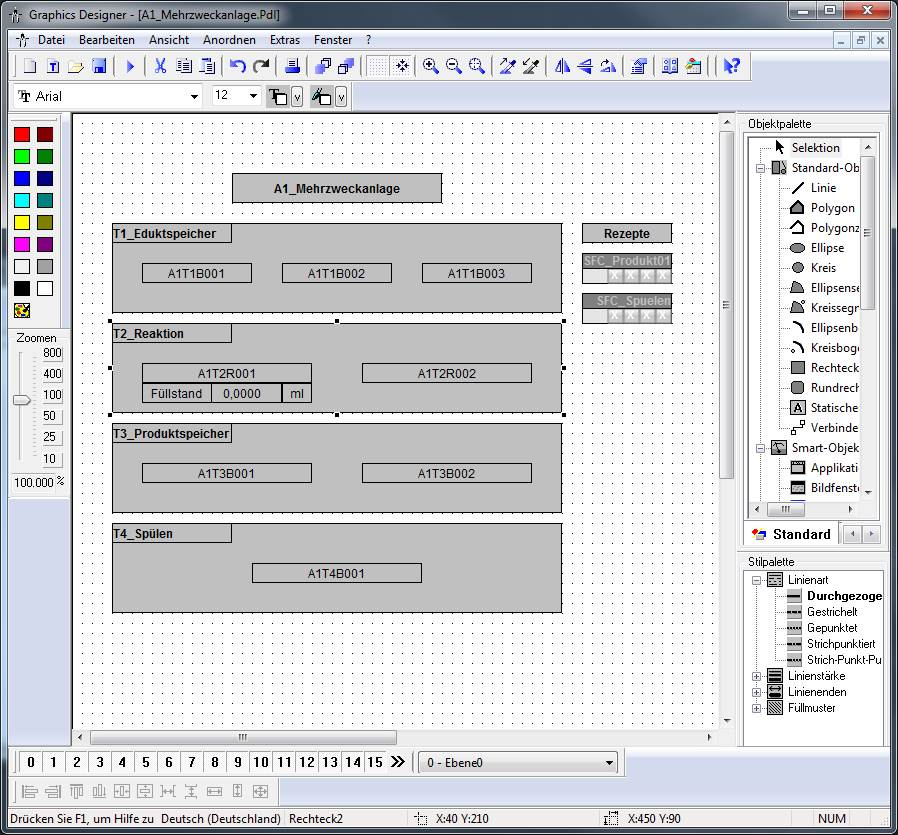 Graphics Designer - [A1_Mehrzweckanlage.Pdl]
Datei Bearbeiten Ansicht Anordnen Extras Fenster ?
Arial 12
Objektpalette
Selektion
Standard-Ob
Linie
Polygon
Polygonz
Ellipse
Kreis
Ellipsense
Kreissegn
Ellipsenb
Kreisbog
Rechteck
Rundrech
Statische
Verbinde
Smart-Objek
Applikati
Bildfenst
Standard
Stilpalette
Linienart
Durchgezoge
Gestrichelt
Gepunktet
Strichpunktiert
Strich-Punkt-Pu
Linienstärke
Linienenden
Füllmuster
Zoomen
800
400
100
50
25
10
100.000 %
A1_Mehrzweckanlage
T1_Eduktspeicher
A1T1B001 A1T1B002 A1T1B003
Rezepte
SFC_Produkt01
X X X X
SFC_Spuelen
X X X X
T2_Reaktion
A1T2R001 A1T2R002
Füllstand 0,0000 ml
T3_Produktspeicher
A1T3B001 A1T3B002
T4_Spülen
A1T4B001
0 1 2 3 4 5 6 7 8 9 10 11 12 13 14 15 0 - Ebene0
Drücken Sie F1, um Hilfe zu Deutsch (Deutschland) Rechteck2 X:40 Y:210 X:450 Y:90 NUM